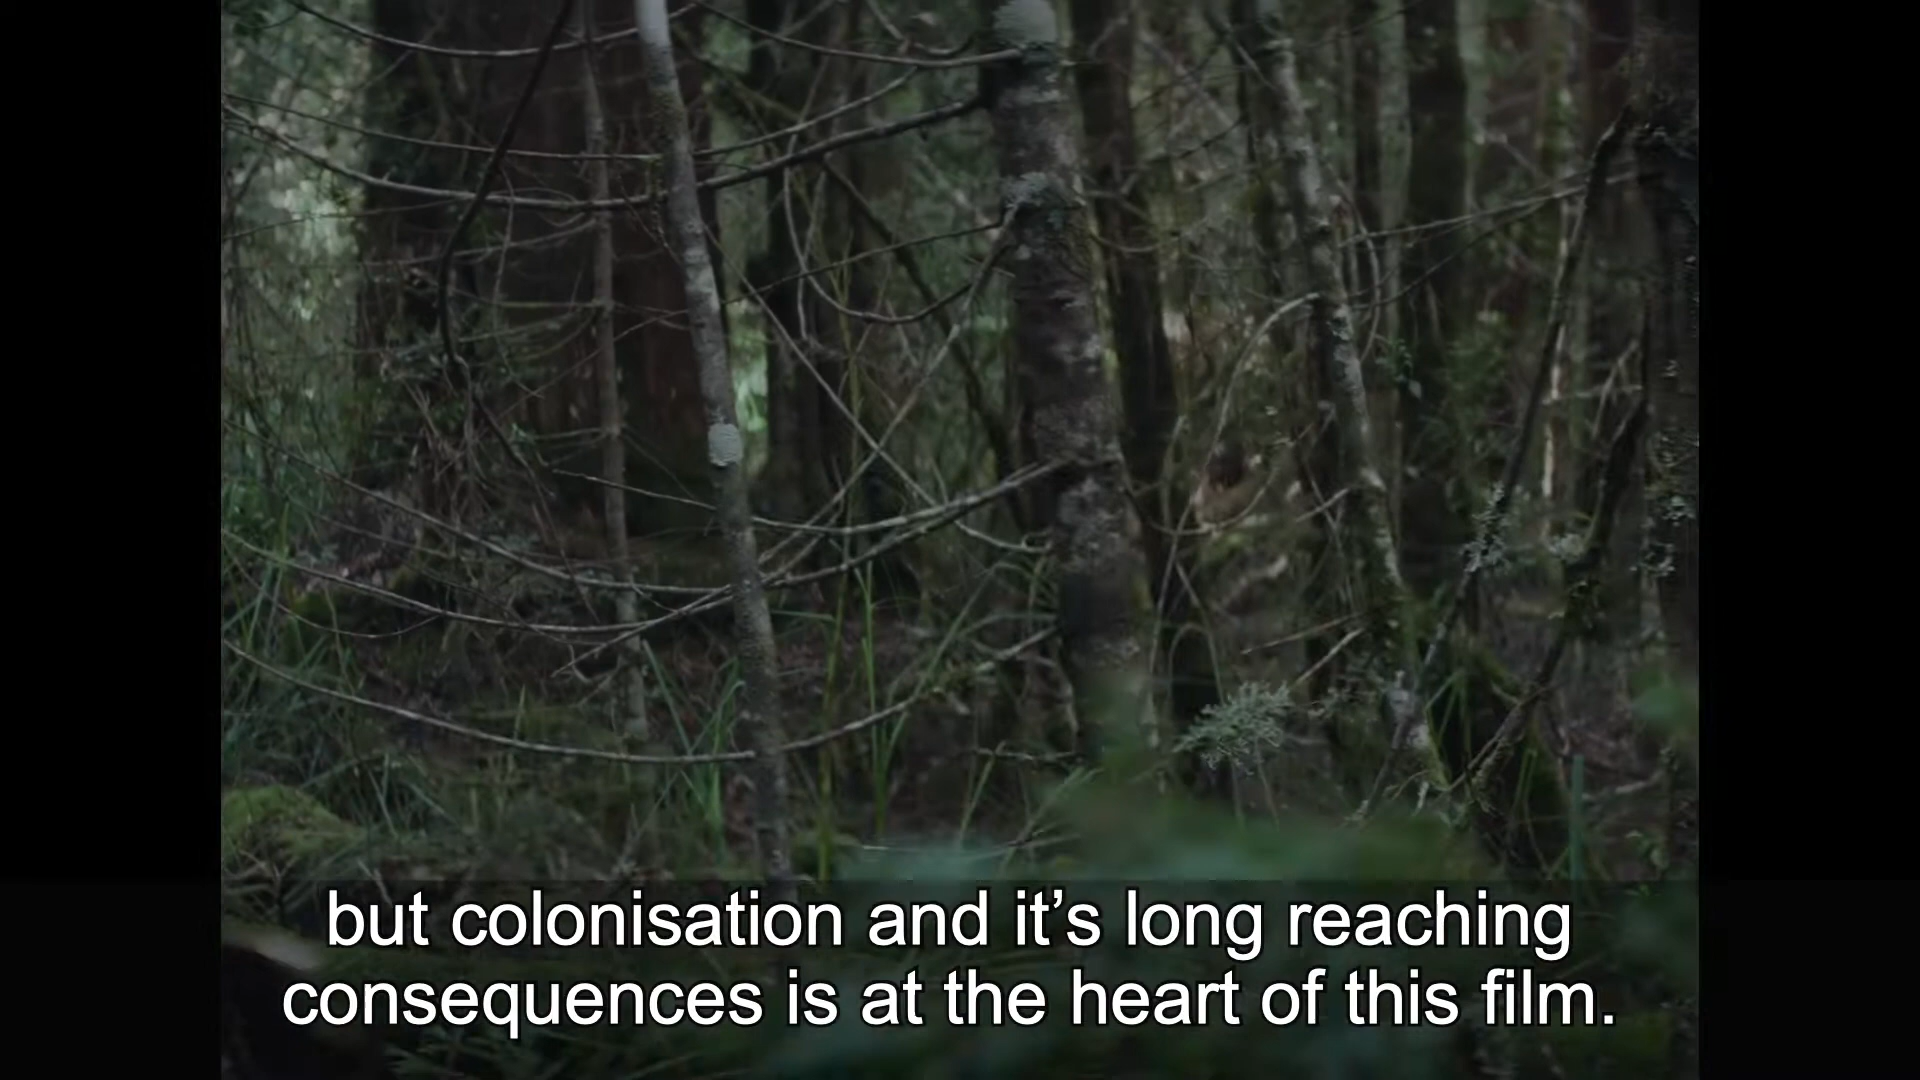 but colonisation and it’s long reaching
consequences is at the heart of this film.